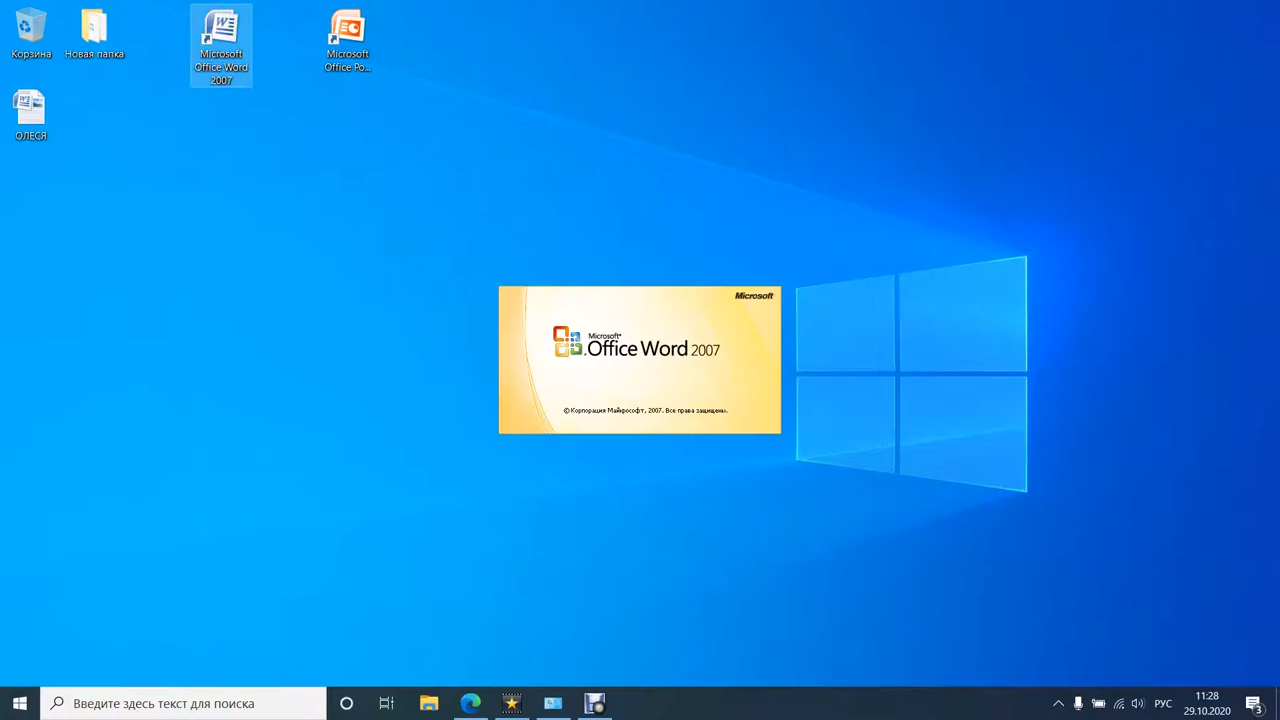 Корзина
Новая папка
Microsoft
Office Word
2007
Microsoft
Office Po...
ОЛЕСЯ
Microsoft
Microsoft®
Office Word 2007
© Корпорация Майкрософт, 2007. Все права защищены.
Введите здесь текст для поиска
РУС
11:28
29.10.2020
3